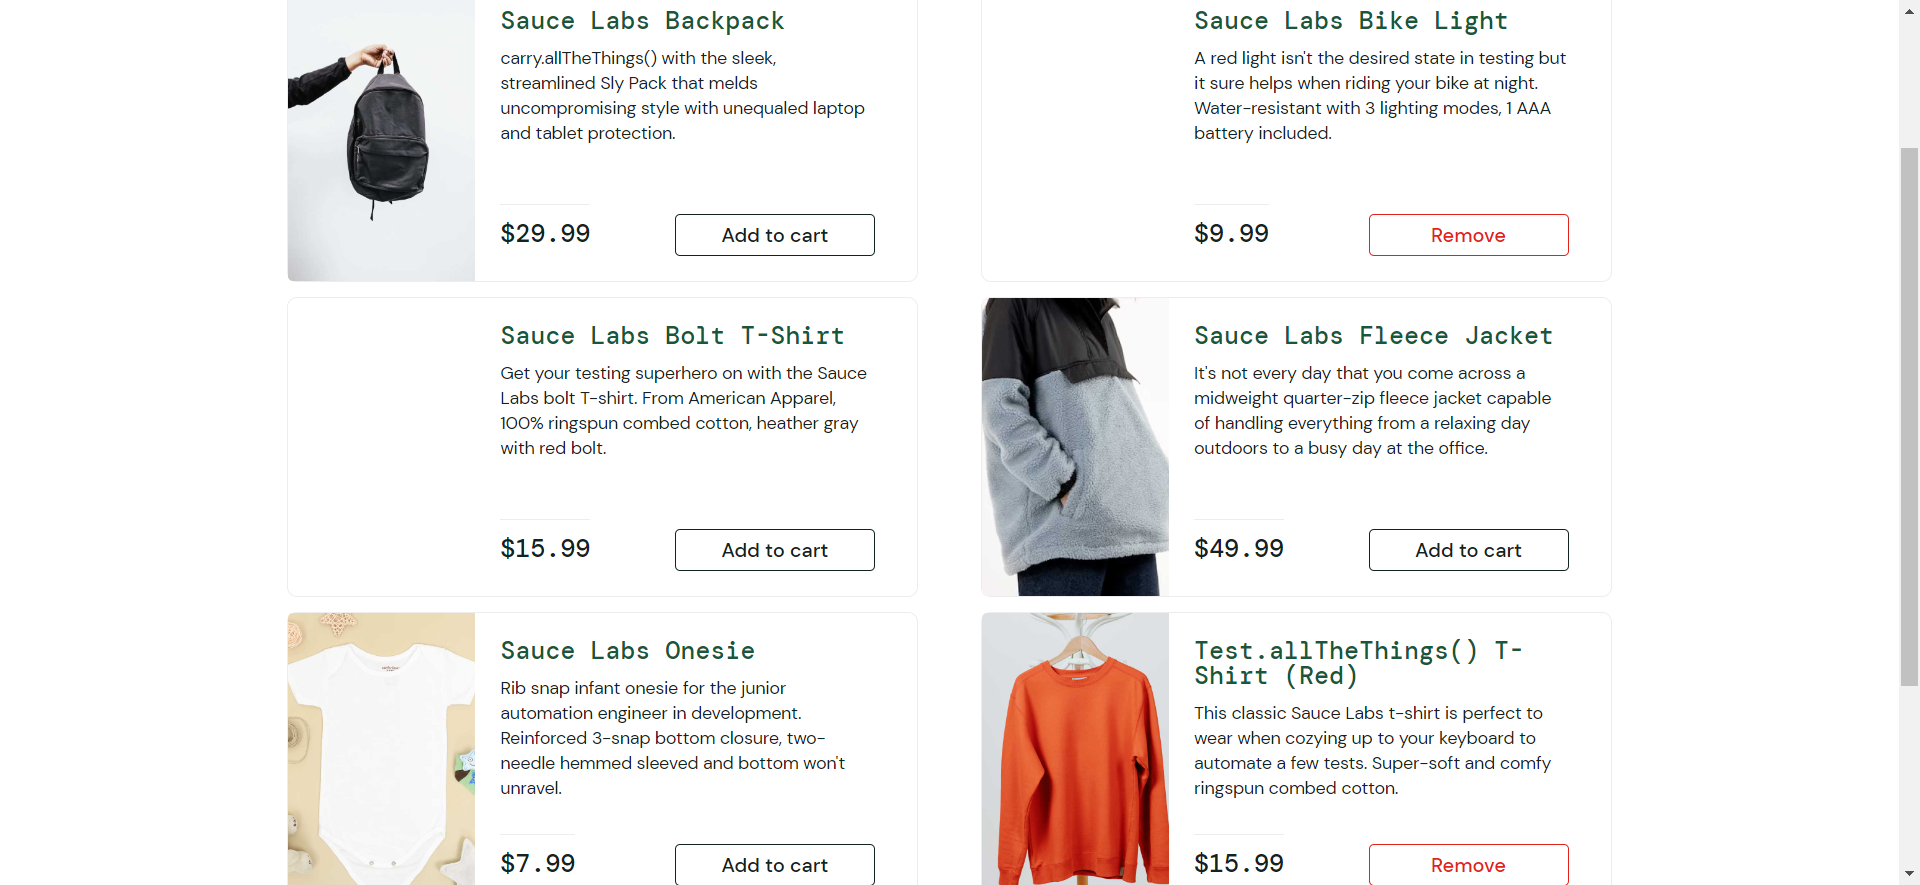 Sauce Labs Backpack
carry.allTheThings() with the sleek,
streamlined Sly Pack that melds
uncompromising style with unequaled laptop
and tablet protection.
$29.99
Add to cart
Sauce Labs Bike Light
A red light isn't the desired state in testing but
it sure helps when riding your bike at night.
Water-resistant with 3 lighting modes, 1 AAA
battery included.
$9.99
Remove
Sauce Labs Bolt T-Shirt
Get your testing superhero on with the Sauce
Labs bolt T-shirt. From American Apparel,
100% ringspun combed cotton, heather gray
with red bolt.
$15.99
Add to cart
Sauce Labs Fleece Jacket
It's not every day that you come across a
midweight quarter-zip fleece jacket capable
of handling everything from a relaxing day
outdoors to a busy day at the office.
$49.99
Add to cart
Sauce Labs Onesie
Rib snap infant onesie for the junior
automation engineer in development.
Reinforced 3-snap bottom closure, two-
needle hemmed sleeved and bottom won't
unravel.
$7.99
Add to cart
Test.allTheThings() T-
Shirt (Red)
This classic Sauce Labs t-shirt is perfect to
wear when cozying up to your keyboard to
automate a few tests. Super-soft and comfy
ringspun combed cotton.
$15.99
Remove